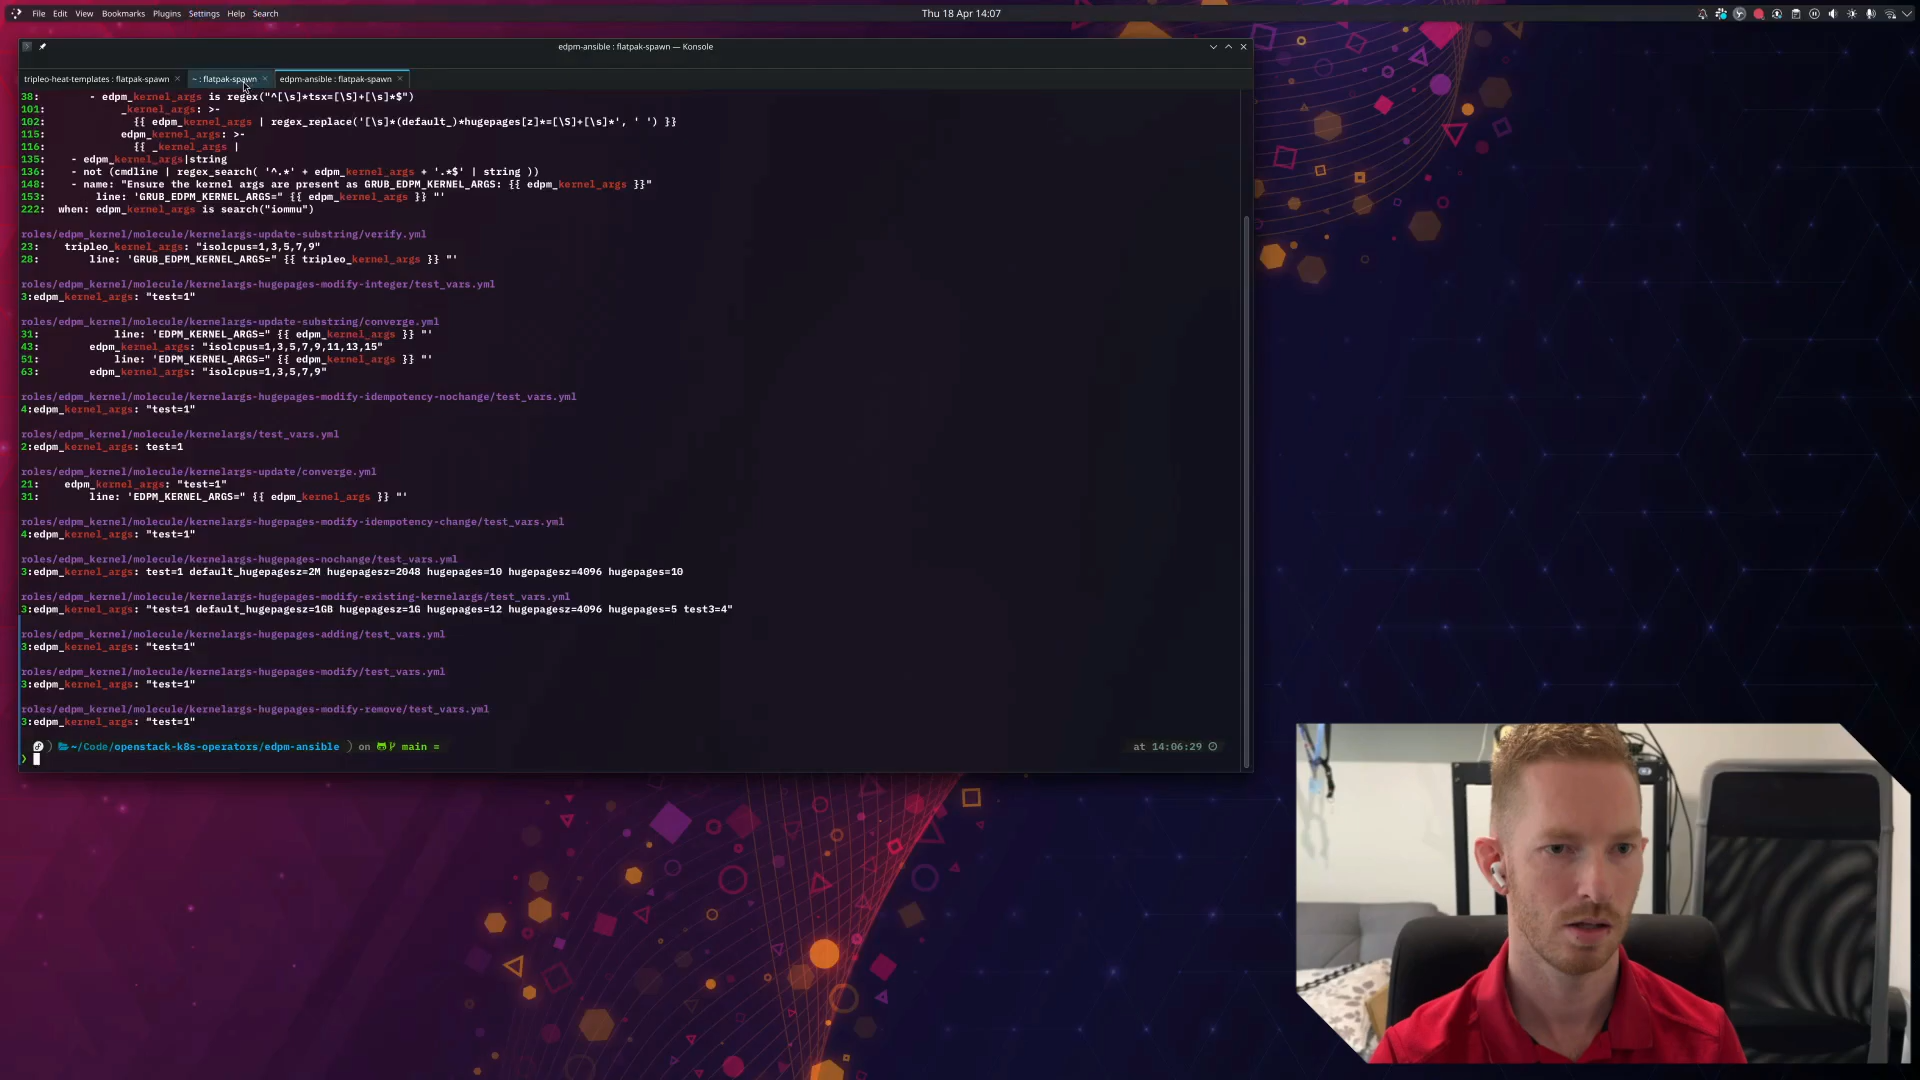 File Edit View Bookmarks Plugins Settings Help Search
Thu 18 Apr 14:07
edpm-ansible : flatpak-spawn — Konsole
tripleo-heat-templates : flatpak-spawn
~ : flatpak-spawn
edpm-ansible : flatpak-spawn
38: - edpm_kernel_args is regex("^[\s]*tsx=[\S]+[\s]*$")
101: _kernel_args: >-
102: {{ edpm_kernel_args | regex_replace('[\s]*(default_)*hugepages[z]*=[\S]+[\s]*', ' ') }}
115: edpm_kernel_args: >-
116: {{ _kernel_args |
135: - edpm_kernel_args|string
136: - not (cmdline | regex_search( '^.*' + edpm_kernel_args + '.*$' | string ))
148: - name: "Ensure the kernel args are present as GRUB_EDPM_KERNEL_ARGS: {{ edpm_kernel_args }}"
153: line: 'GRUB_EDPM_KERNEL_ARGS=" {{ edpm_kernel_args }} "'
222: when: edpm_kernel_args is search("iommu")
roles/edpm_kernel/molecule/kernelargs-update-substring/verify.yml
23: tripleo_kernel_args: "isolcpus=1,3,5,7,9"
28: line: 'GRUB_EDPM_KERNEL_ARGS=" {{ tripleo_kernel_args }} "'
roles/edpm_kernel/molecule/kernelargs-hugepages-modify-integer/test_vars.yml
3:edpm_kernel_args: "test=1"
roles/edpm_kernel/molecule/kernelargs-update-substring/converge.yml
31: line: 'EDPM_KERNEL_ARGS=" {{ edpm_kernel_args }} "'
43: edpm_kernel_args: "isolcpus=1,3,5,7,9,11,13,15"
51: line: 'EDPM_KERNEL_ARGS=" {{ edpm_kernel_args }} "'
63: edpm_kernel_args: "isolcpus=1,3,5,7,9"
roles/edpm_kernel/molecule/kernelargs-hugepages-modify-idempotency-nochange/test_vars.yml
4:edpm_kernel_args: "test=1"
roles/edpm_kernel/molecule/kernelargs/test_vars.yml
2:edpm_kernel_args: test=1
roles/edpm_kernel/molecule/kernelargs-update/converge.yml
21: edpm_kernel_args: "test=1"
31: line: 'EDPM_KERNEL_ARGS=" {{ edpm_kernel_args }} "'
roles/edpm_kernel/molecule/kernelargs-hugepages-modify-idempotency-change/test_vars.yml
4:edpm_kernel_args: "test=1"
roles/edpm_kernel/molecule/kernelargs-hugepages-nochange/test_vars.yml
3:edpm_kernel_args: test=1 default_hugepagesz=2M hugepagesz=2048 hugepages=10 hugepagesz=4096 hugepages=10
roles/edpm_kernel/molecule/kernelargs-hugepages-modify-existing-kernelargs/test_vars.yml
3:edpm_kernel_args: "test=1 default_hugepagesz=1GB hugepagesz=1G hugepages=12 hugepagesz=4096 hugepages=5 test3=4"
roles/edpm_kernel/molecule/kernelargs-hugepages-adding/test_vars.yml
3:edpm_kernel_args: "test=1"
roles/edpm_kernel/molecule/kernelargs-hugepages-modify/test_vars.yml
3:edpm_kernel_args: "test=1"
roles/edpm_kernel/molecule/kernelargs-hugepages-modify-remove/test_vars.yml
3:edpm_kernel_args: "test=1"
) ~/Code/openstack-k8s-operators/edpm-ansible ) on main = at 14:06:29
❯